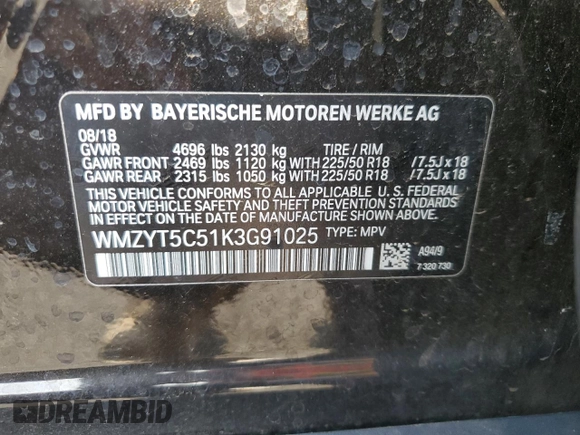 MFD BY BAYERISCHE MOTOREN WERKE AG
08/18
GVWR 4696 lbs 2130 kg TIRE / RIM
GAWR FRONT 2469 lbs 1120 kg WITH 225/50 R18 /7.5J x 18
GAWR REAR 2315 lbs 1050 kg WITH 225/50 R18 /7.5J x 18
THIS VEHICLE CONFORMS TO ALL APPLICABLE U. S. FEDERAL
MOTOR VEHICLE SAFETY AND THEFT PREVENTION STANDARDS
IN EFFECT ON THE DATE OF MANUFACTURE SHOWN ABOVE.
WMZYT5C51K3G91025 TYPE: MPV
A94/9
7 320 730
DREAMBID